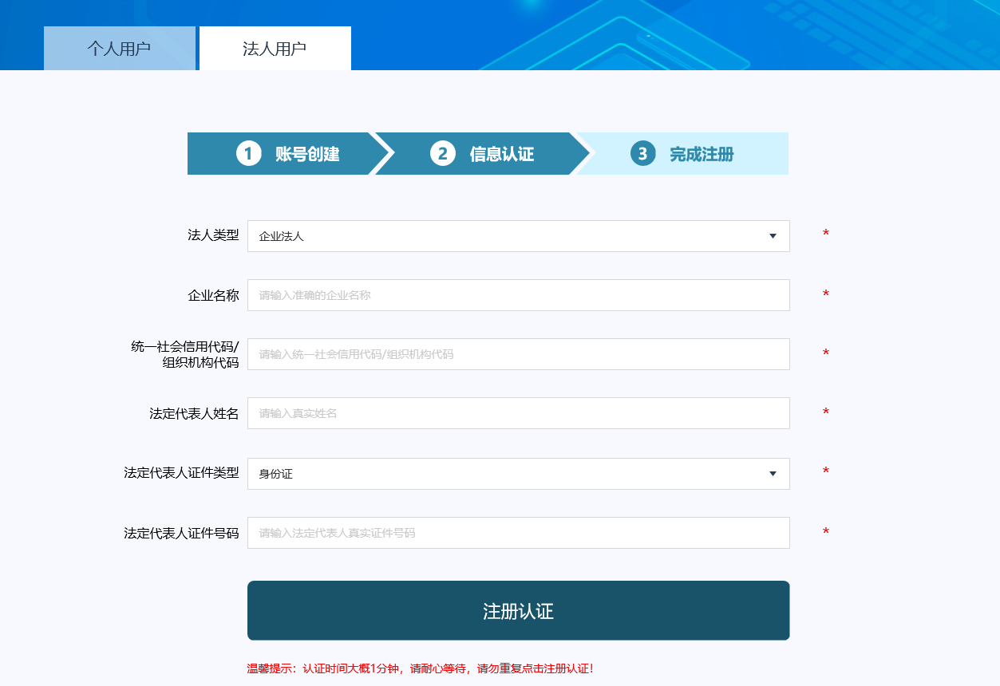 个人用户
法人用户
1 账号创建
2 信息认证
3 完成注册
法人类型
企业法人
*
企业名称
请输入准确的企业名称
*
统一社会信用代码/
组织机构代码
请输入统一社会信用代码/组织机构代码
*
法定代表人姓名
请输入真实姓名
*
法定代表人证件类型
身份证
*
法定代表人证件号码
请输入法定代表人真实证件号码
*
注册认证
温馨提示：认证时间大概1分钟，请耐心等待，请勿重复点击注册认证！